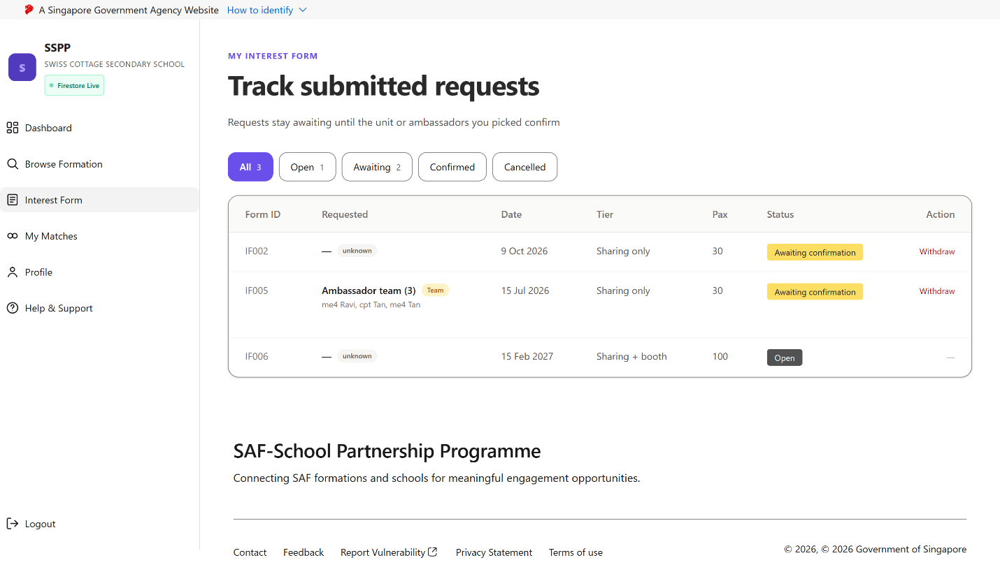 A Singapore Government Agency Website How to identify
SSPP
S
SWISS COTTAGE SECONDARY SCHOOL
Firestore Live
Dashboard
Browse Formation
Interest Form
My Matches
Profile
Help & Support
Logout
MY INTEREST FORM
Track submitted requests
Requests stay awaiting until the unit or ambassadors you picked confirm
All 3 Open 1 Awaiting 2 Confirmed Cancelled
Form ID Requested Date Tier Pax Status Action
IF002 — unknown 9 Oct 2026 Sharing only 30 Awaiting confirmation Withdraw
IF005 Ambassador team (3) Team 15 Jul 2026 Sharing only 30 Awaiting confirmation Withdraw
me4 Ravi, cpt Tan, me4 Tan
IF006 — unknown 15 Feb 2027 Sharing + booth 100 Open —
SAF-School Partnership Programme
Connecting SAF formations and schools for meaningful engagement opportunities.
Contact Feedback Report Vulnerability Privacy Statement Terms of use © 2026, © 2026 Government of Singapore